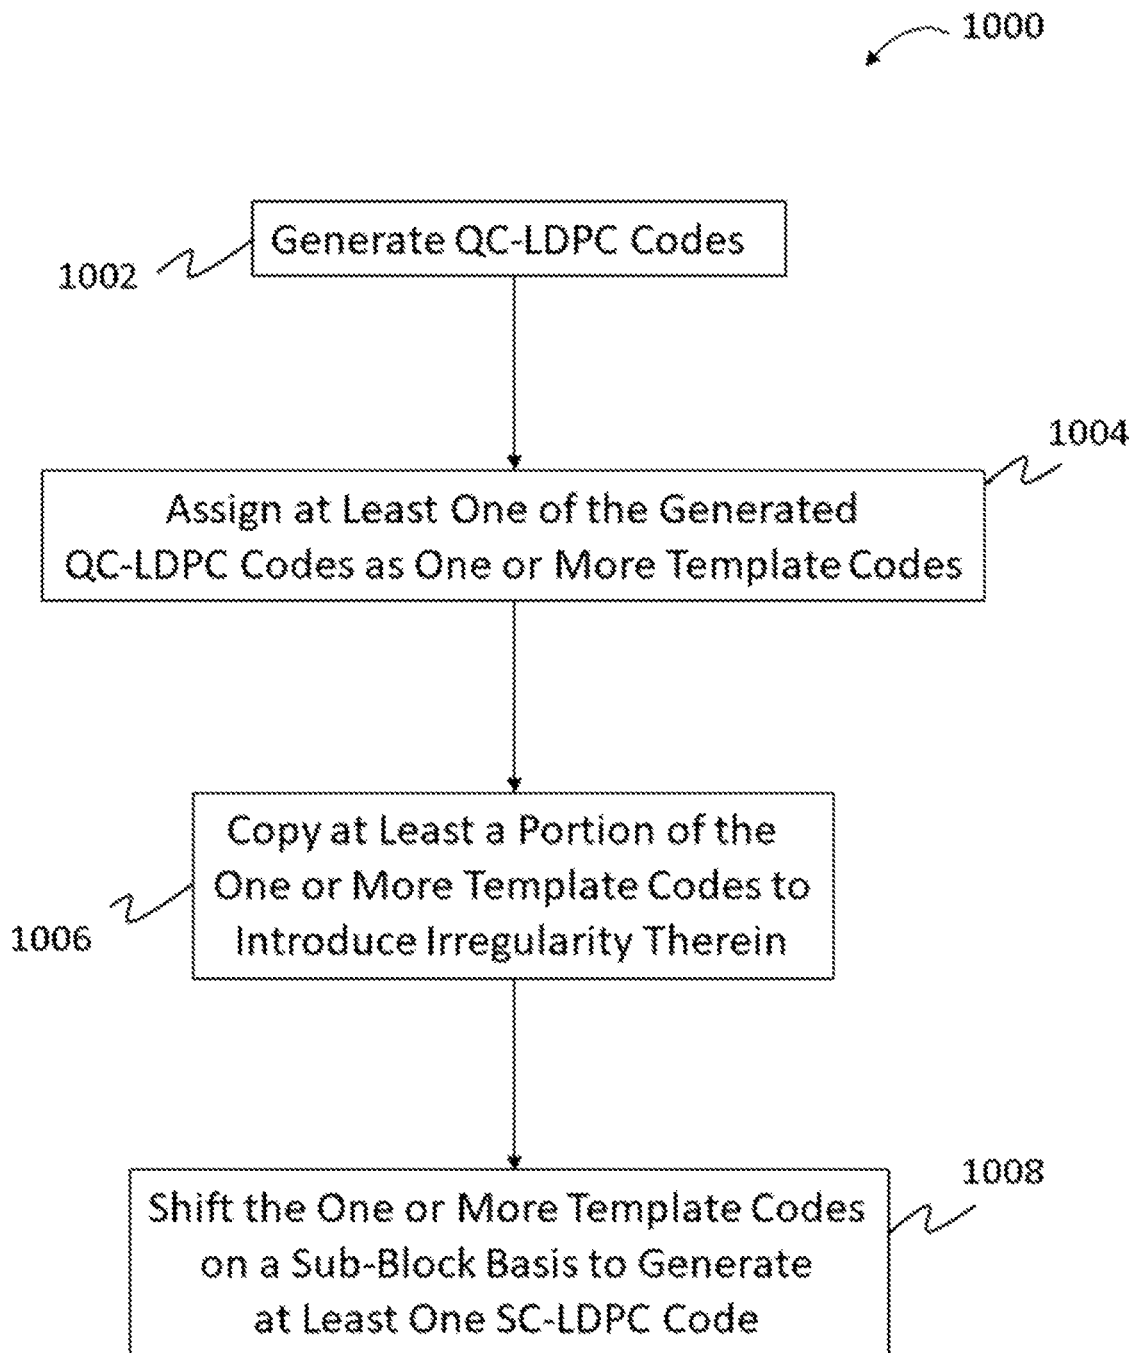 1000
Generate QC-LDPC Codes
1002
1004
Assign at Least One of the Generated
QC-LDPC Codes as One or More Template Codes
Copy at Least a Portion of the
One or More Template Codes to
Introduce Irregularity Therein
1006
1008
Shift the One or More Template Codes
on a Sub-Block Basis to Generate
at Least One SC-LDPC Code